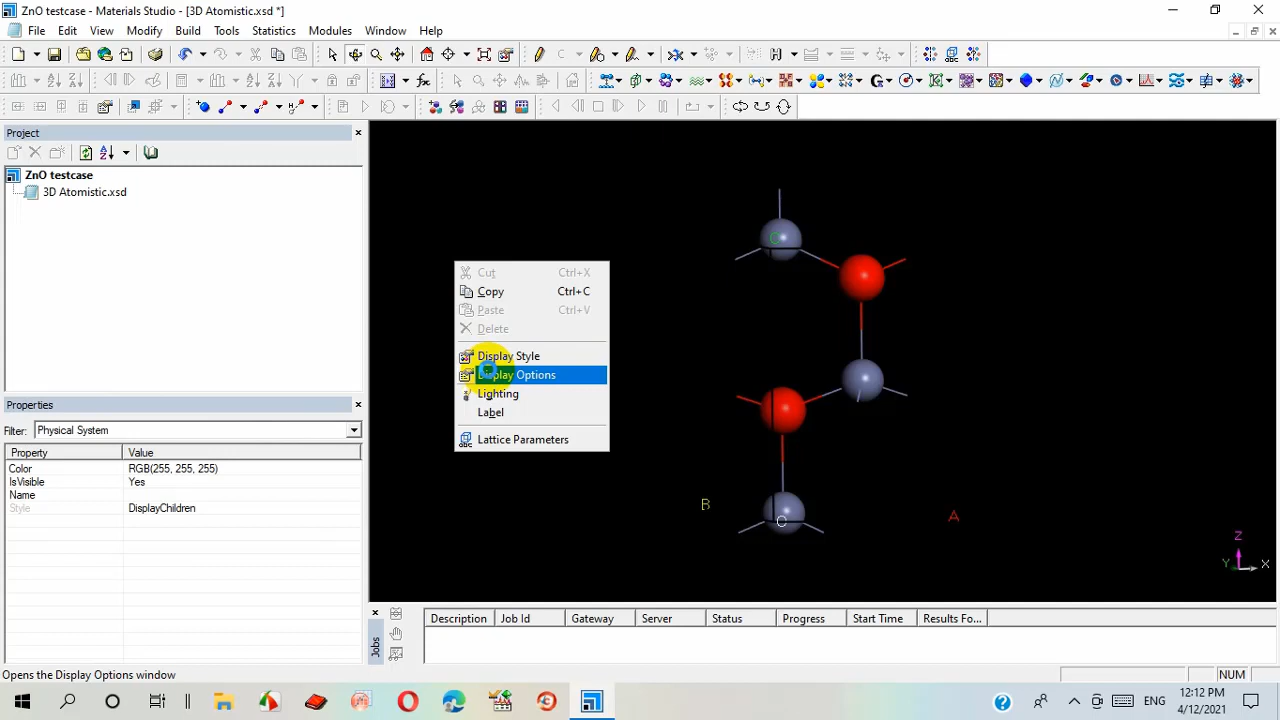 ZnO testcase - Materials Studio - [3D Atomistic.xsd *]
File Edit View Modify Build Tools Statistics Modules Window Help
Project
ZnO testcase
3D Atomistic.xsd
Cut Ctrl+X
Copy Ctrl+C
Paste Ctrl+V
Delete
Display Style
Display Options
Lighting
Label
Lattice Parameters
O
B
C
A
Z
Y X
Properties
Filter: Physical System
Property Value
Color RGB(255, 255, 255)
IsVisible Yes
Name
Style DisplayChildren
Jobs
Description Job Id Gateway Server Status Progress Start Time Results Fo...
Opens the Display Options window
NUM
ENG
12:12 PM
4/12/2021